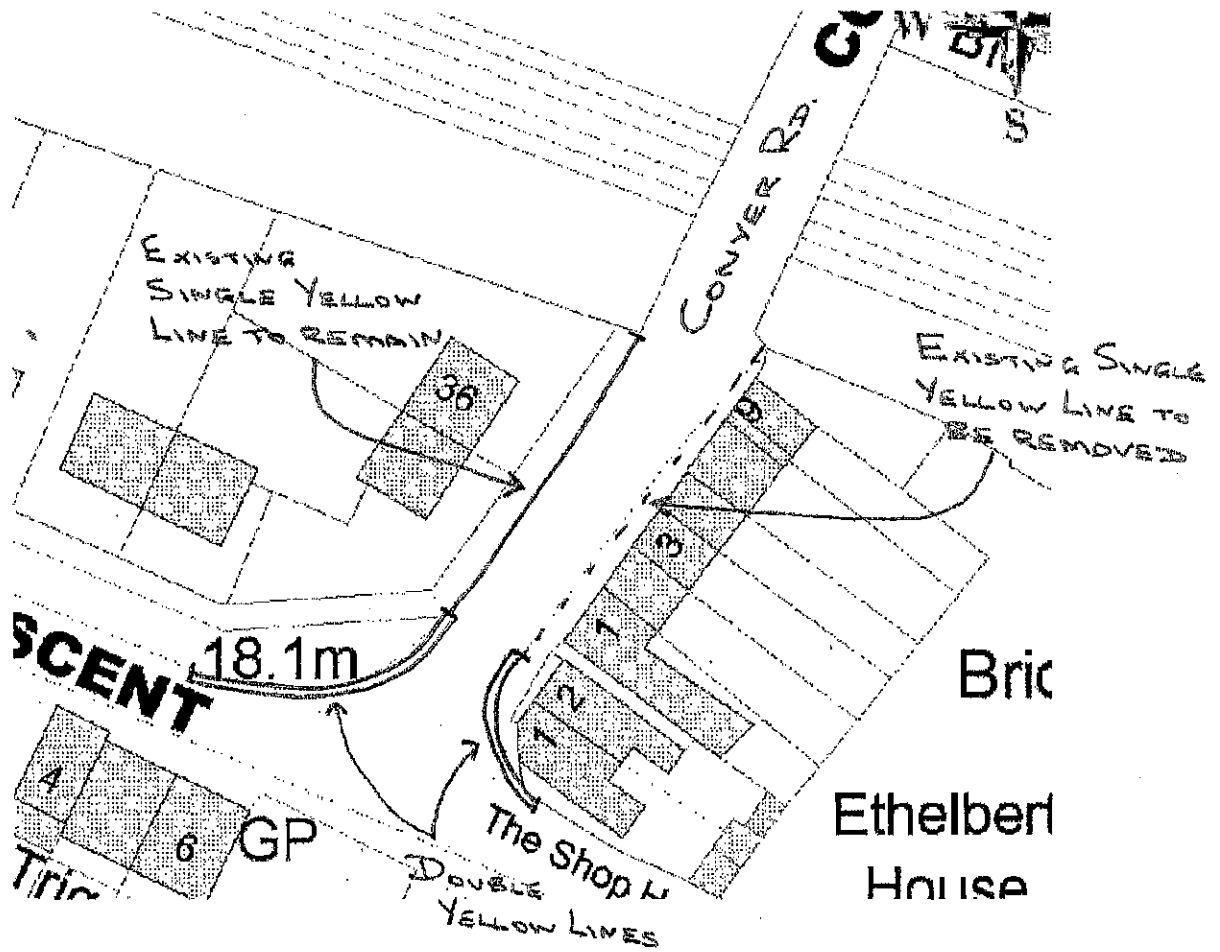 W
S
CONYER RD.
EXISTING
SINGLE YELLOW
LINE TO REMAIN
36
EXISTING SINGLE
YELLOW LINE TO
BE REMOVED
9
3
1
2
1
SCENT
18.1m
Bric
4
6
GP
The Shop
Ethelbert
House
Trig
DOUBLE
YELLOW LINES